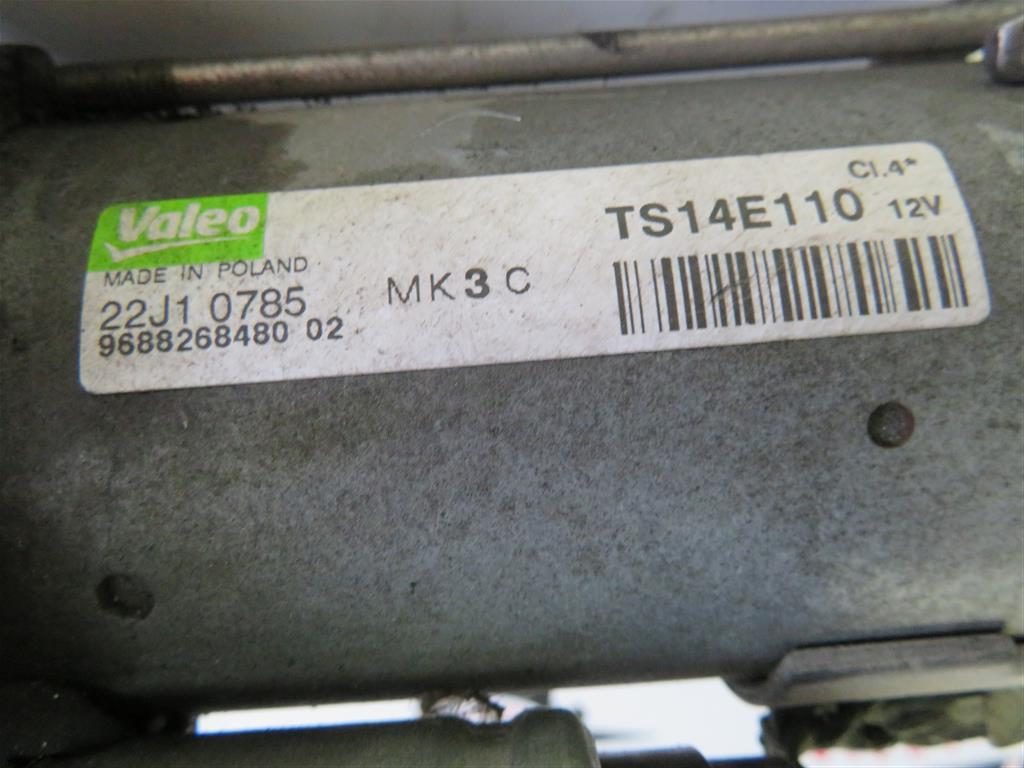 Valeo
MADE IN POLAND
22J1 0785
9688268480 02
MK3C
Cl.4*
TS14E110 12V